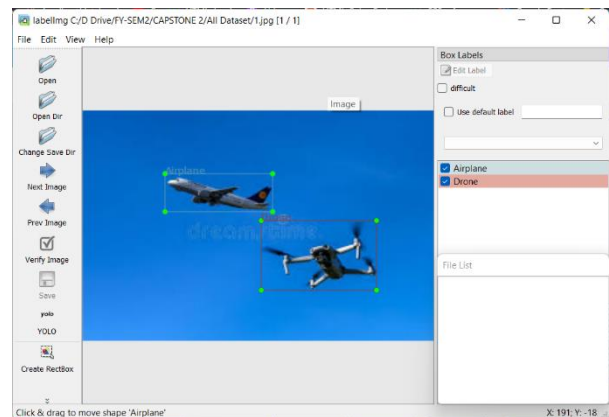 labelImg C:/D Drive/FY-SEM2/CAPSTONE 2/All Dataset/1.jpg [1 / 1]
File Edit View Help
Open
Open Dir
Change Save Dir
Next Image
Prev Image
Verify Image
Save
yolo
YOLO
Create RectBox
Image
Airplane
dreamstime.
Box Labels
Edit Label
difficult
Use default label
Airplane
Drone
File List
Click & drag to move shape 'Airplane'
X: 191; Y: -18